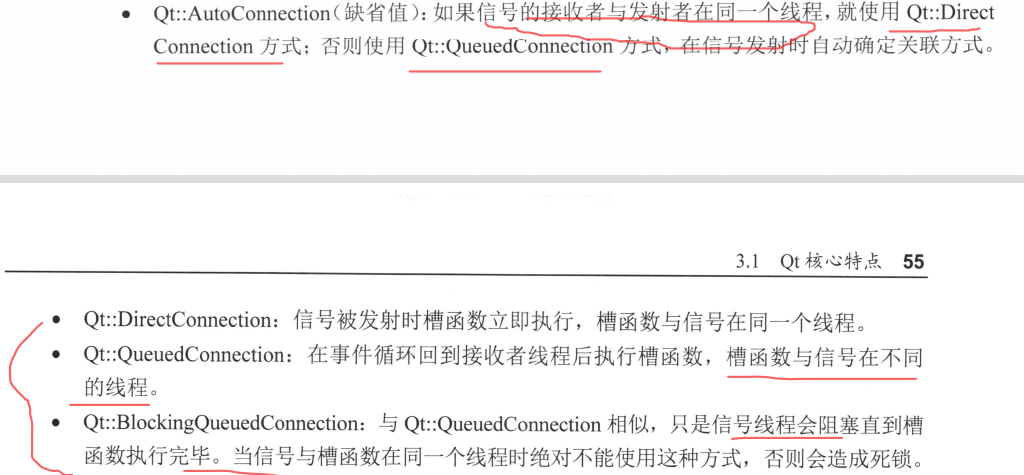 • Qt::AutoConnection（缺省值）：如果信号的接收者与发射者在同一个线程，就使用 Qt::Direct
Connection 方式；否则使用 Qt::QueuedConnection 方式，在信号发射时自动确定关联方式。
3.1 Qt 核心特点 55
• Qt::DirectConnection：信号被发射时槽函数立即执行，槽函数与信号在同一个线程。
• Qt::QueuedConnection：在事件循环回到接收者线程后执行槽函数，槽函数与信号在不同
的线程。
• Qt::BlockingQueuedConnection：与 Qt::QueuedConnection 相似，只是信号线程会阻塞直到槽
函数执行完毕。当信号与槽函数在同一个线程时绝对不能使用这种方式，否则会造成死锁。